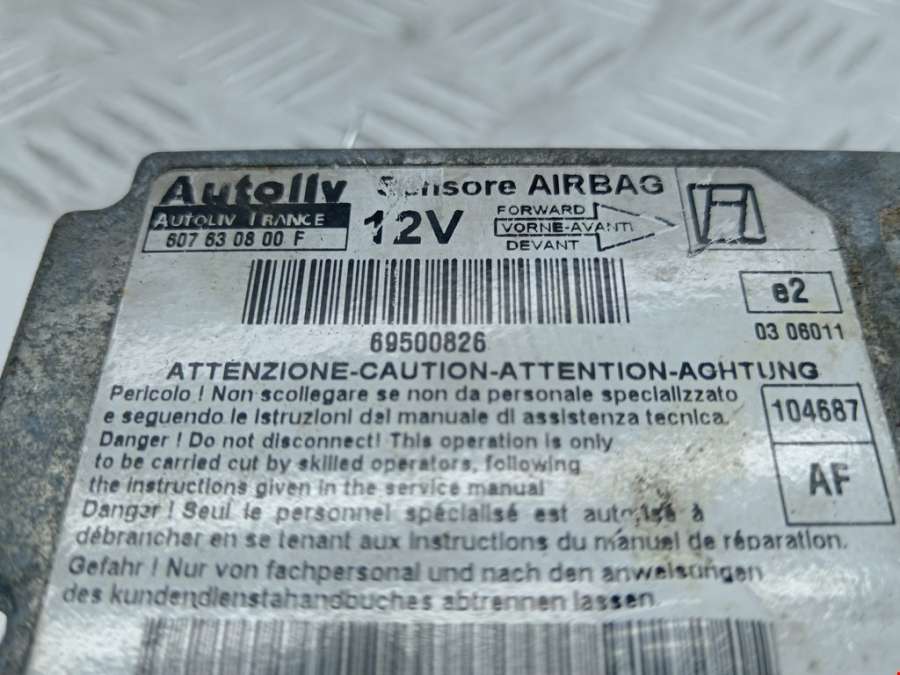 Autoliv Sensore AIRBAG
AUTOLIV FRANCE
607 63 08 00 F
12V
FORWARD
VORNE-AVANTI
DEVANT
e2
03 06011
69500826
ATTENZIONE-CAUTION-ATTENTION-ACHTUNG
Pericolo ! Non scollegare se non da personale specializzato
e seguendo le istruzioni dal manuale di assistenza tecnica.
Danger ! Do not disconnect! This operation is only
to be carried out by skilled operators, following
the instructions given in the service manual
Danger ! Seul le personnel spécialisé est autorisé à
débrancher en se tenant aux instructions du manuel de réparation.
Gefahr ! Nur von fachpersonal und nach den anweisungen
des kundendienstahandbuches abtrennen lassen.
104687
AF